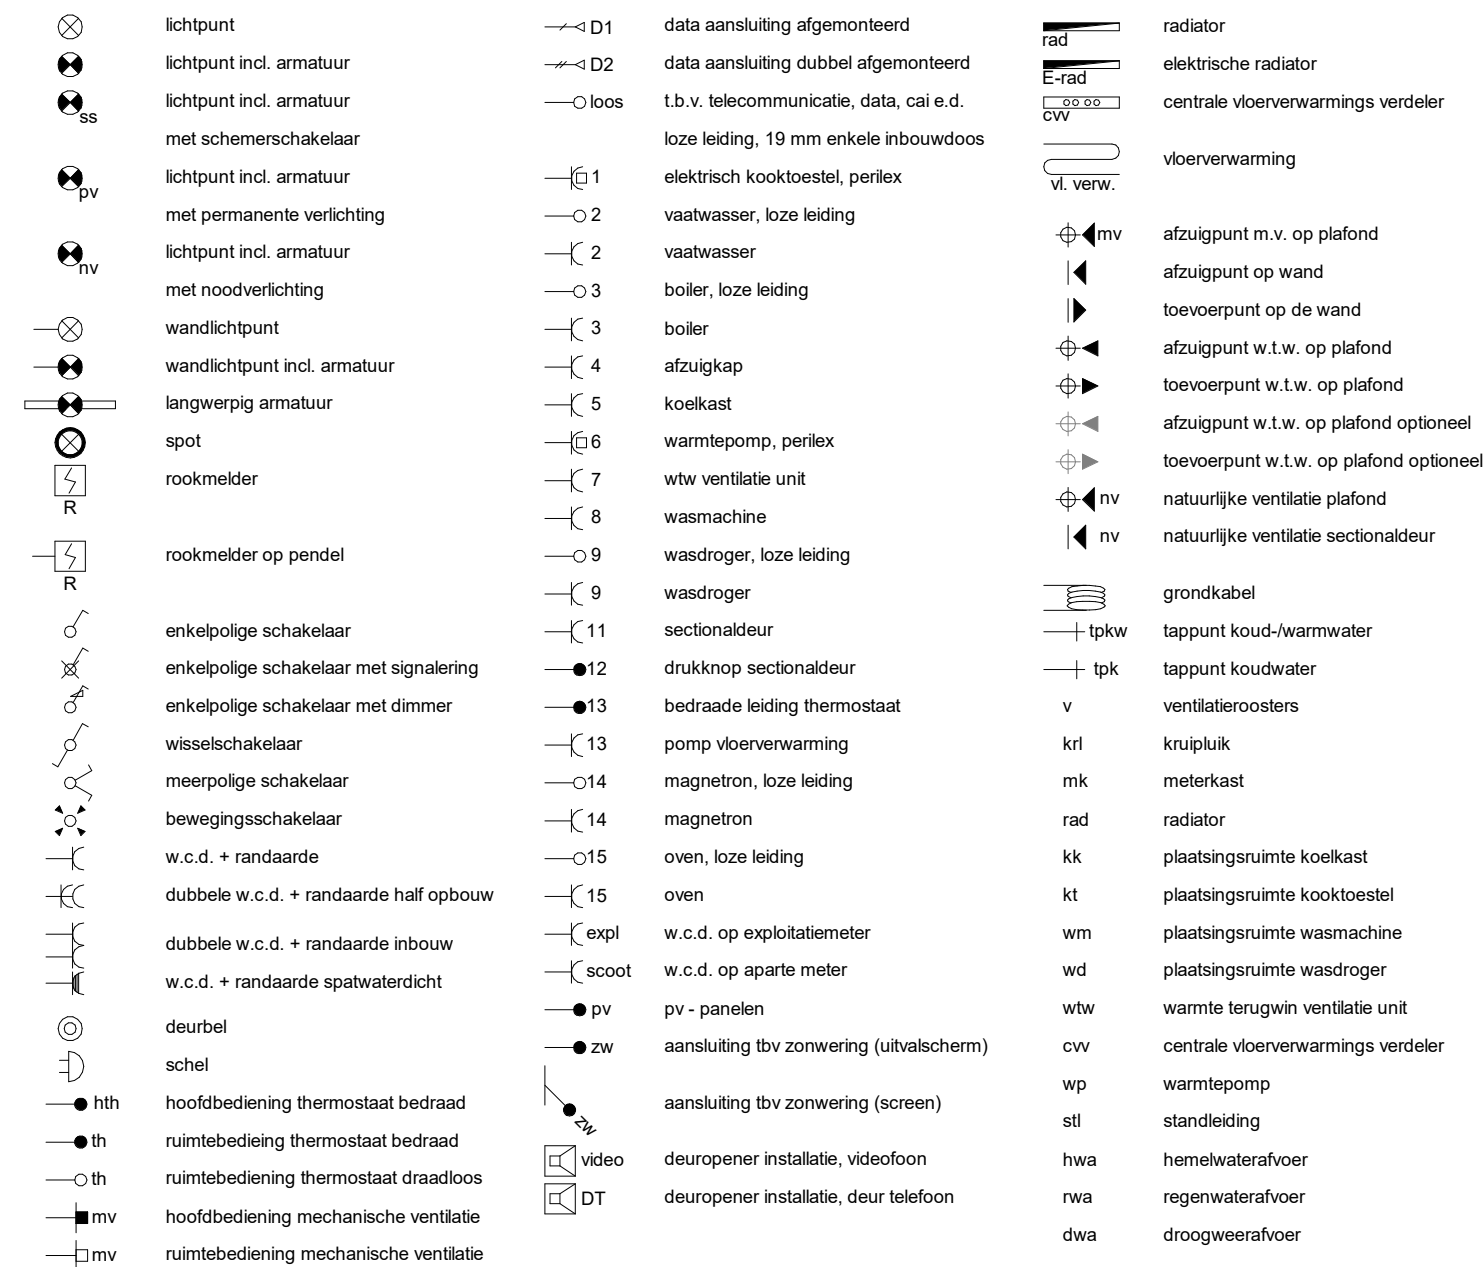 lichtpunt
lichtpunt incl. armatuur
ss
lichtpunt incl. armatuur
met schemerschakelaar
pv
lichtpunt incl. armatuur
met permanente verlichting
nv
lichtpunt incl. armatuur
met noodverlichting
wandlichtpunt
wandlichtpunt incl. armatuur
langwerpig armatuur
spot
R
rookmelder
R
rookmelder op pendel
enkelpolige schakelaar
enkelpolige schakelaar met signalering
enkelpolige schakelaar met dimmer
wisselschakelaar
meerpolige schakelaar
bewegingsschakelaar
w.c.d. + randaarde
dubbele w.c.d. + randaarde half opbouw
dubbele w.c.d. + randaarde inbouw
w.c.d. + randaarde spatwaterdicht
deurbel
schel
hth hoofdbediening thermostaat bedraad
th ruimtebedieing thermostaat bedraad
th ruimtebediening thermostaat draadloos
mv hoofdbediening mechanische ventilatie
mv ruimtebediening mechanische ventilatie
D1 data aansluiting afgemonteerd
D2 data aansluiting dubbel afgemonteerd
loos t.b.v. telecommunicatie, data, cai e.d.
loze leiding, 19 mm enkele inbouwdoos
1 elektrisch kooktoestel, perilex
2 vaatwasser, loze leiding
2 vaatwasser
3 boiler, loze leiding
3 boiler
4 afzuigkap
5 koelkast
6 warmtepomp, perilex
7 wtw ventilatie unit
8 wasmachine
9 wasdroger, loze leiding
9 wasdroger
11 sectionaldeur
12 drukknop sectionaldeur
13 bedraade leiding thermostaat
13 pomp vloerverwarming
14 magnetron, loze leiding
14 magnetron
15 oven, loze leiding
15 oven
expl w.c.d. op exploitatiemeter
scoot w.c.d. op aparte meter
pv pv - panelen
zw aansluiting tbv zonwering (uitvalscherm)
zw aansluiting tbv zonwering (screen)
video deuropener installatie, videofoon
DT deuropener installatie, deur telefoon
rad radiator
E-rad elektrische radiator
cvv centrale vloerverwarmings verdeler
vl. verw. vloerverwarming
mv afzuigpunt m.v. op plafond
afzuigpunt op wand
toevoerpunt op de wand
afzuigpunt w.t.w. op plafond
toevoerpunt w.t.w. op plafond
afzuigpunt w.t.w. op plafond optioneel
toevoerpunt w.t.w. op plafond optioneel
nv natuurlijke ventilatie plafond
nv natuurlijke ventilatie sectionaldeur
grondkabel
tpkw tappunt koud-/warmwater
tpk tappunt koudwater
v ventilatieroosters
krl kruipluik
mk meterkast
rad radiator
kk plaatsingsruimte koelkast
kt plaatsingsruimte kooktoestel
wm plaatsingsruimte wasmachine
wd plaatsingsruimte wasdroger
wtw warmte terugwin ventilatie unit
cvv centrale vloerverwarmings verdeler
wp warmtepomp
stl standleiding
hwa hemelwaterafvoer
rwa regenwaterafvoer
dwa droogweerafvoer